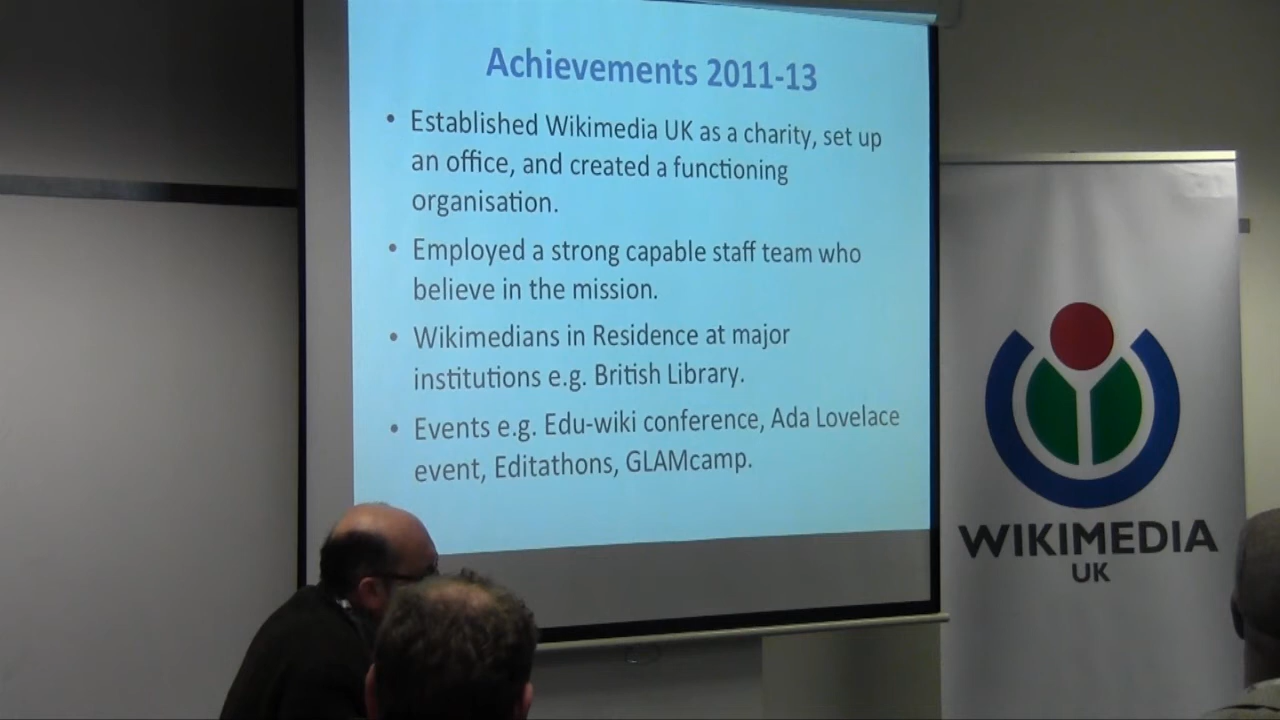 Achievements 2011-13
• Established Wikimedia UK as a charity, set up
an office, and created a functioning
organisation.
• Employed a strong capable staff team who
believe in the mission.
• Wikimedians in Residence at major
institutions e.g. British Library.
• Events e.g. Edu-wiki conference, Ada Lovelace
event, Editathons, GLAMcamp.
WIKIMEDIA
UK